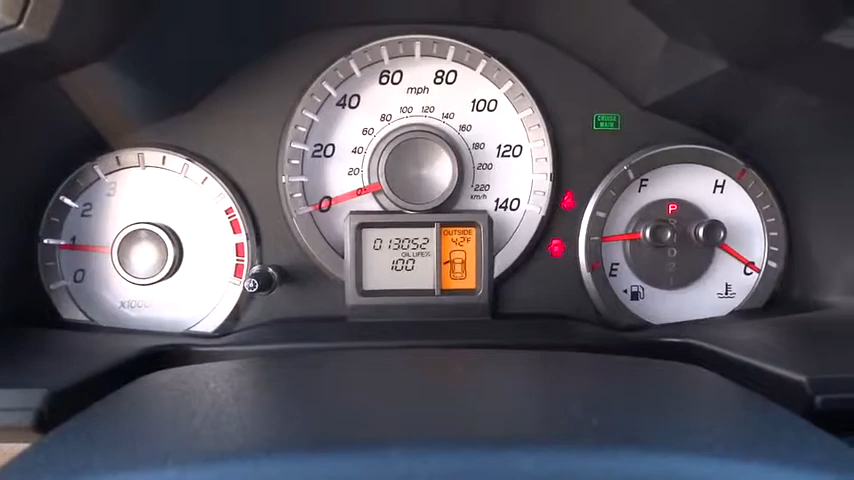 60 80
mph
40 100
20 120
0 140
100 120
80 140
60 160
40 180
20 200
0 220
km/h
CRUISE
MAIN
3
2
1
0
X1000
013052
OIL LIFE%
100
OUTSIDE
42°F
F H
P
E C